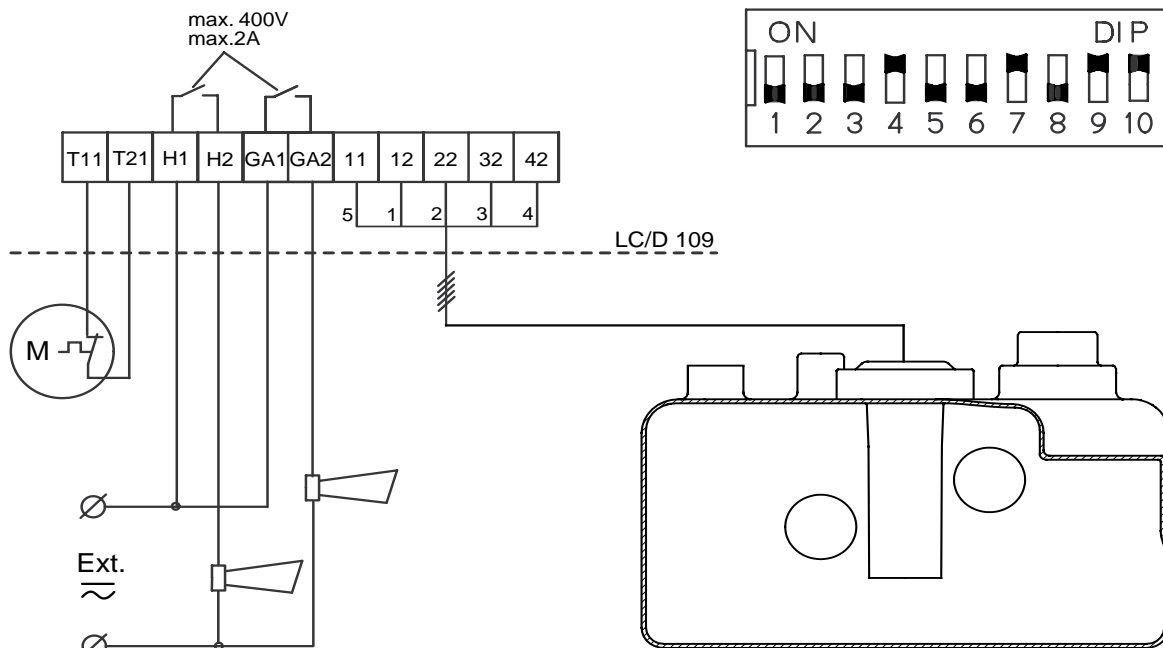 max. 400V
max.2A
ON DIP
1 2 3 4 5 6 7 8 9 10
T11 T21 H1 H2 GA1 GA2 11 12 22 32 42
5 1 2 3 4
LC/D 109
M
Ext.